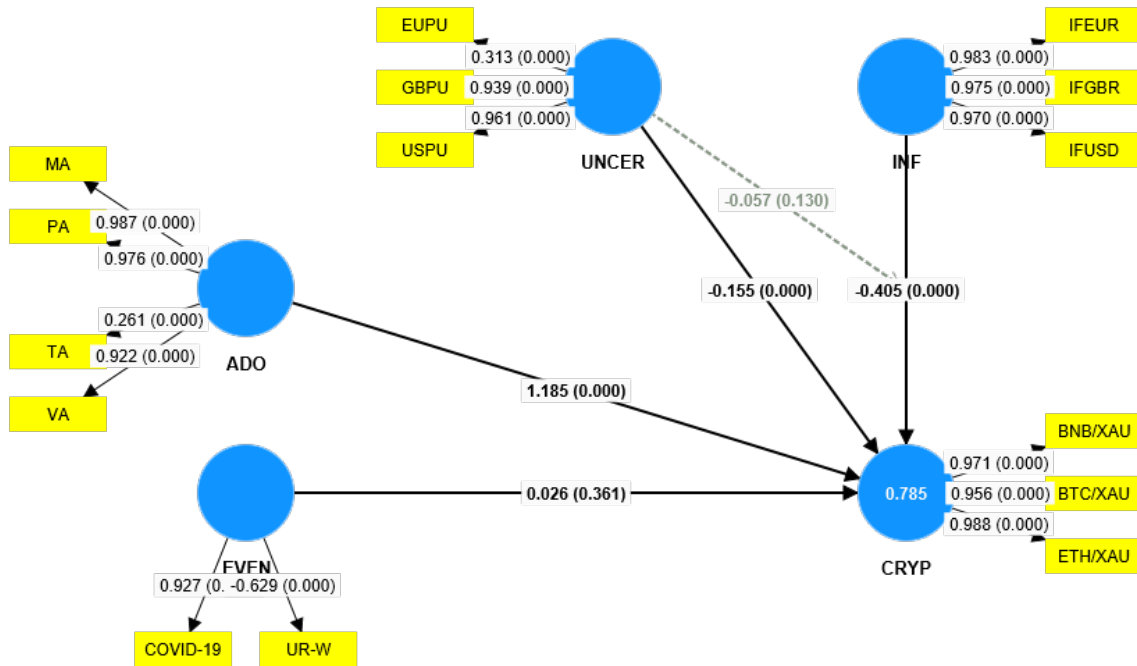 EUPU
IFEUR
0.313 (0.000)
0.983 (0.000)
GBPU
0.939 (0.000)
0.975 (0.000)
IFGBR
0.961 (0.000)
0.970 (0.000)
USPU
IFUSD
UNCER
INF
MA
-0.057 (0.130)
0.987 (0.000)
PA
0.976 (0.000)
-0.155 (0.000)
-0.405 (0.000)
0.261 (0.000)
TA
0.922 (0.000)
ADO
1.185 (0.000)
VA
BNB/XAU
0.971 (0.000)
0.026 (0.361)
0.785
0.956 (0.000)
BTC/XAU
0.988 (0.000)
ETH/XAU
EVEN
CRYP
0.927 (0. -0.629 (0.000)
COVID-19
UR-W